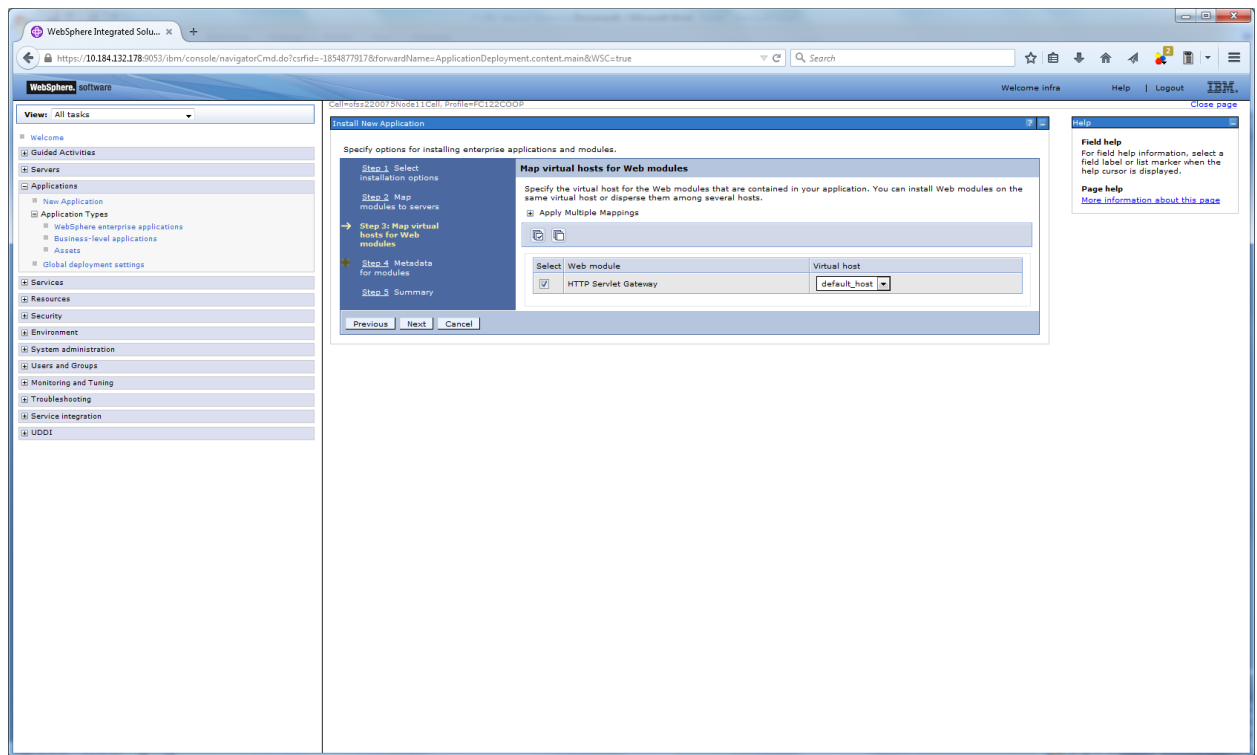 WebSphere Integrated Solu... × +
https://10.184.132.178:9053/ibm/console/navigatorCmd.do?csrfid=-1854877917&forwardName=ApplicationDeployment.content.main&WSC=true
Search
2
WebSphere. software
Welcome infra
Help | Logout
IBM.
View: All tasks
Welcome
Guided Activities
Servers
Applications
New Application
Application Types
WebSphere enterprise applications
Business-level applications
Assets
Global deployment settings
Services
Resources
Security
Environment
System administration
Users and Groups
Monitoring and Tuning
Troubleshooting
Service integration
UDDI
Cell=ofss220075Node11Cell, Profile=FC122COOP
Close page
Install New Application
Specify options for installing enterprise applications and modules.
Step 1 Select
installation options
Step 2 Map
modules to servers
Step 3: Map virtual
hosts for Web
modules
Step 4 Metadata
for modules
Step 5 Summary
Map virtual hosts for Web modules
Specify the virtual host for the Web modules that are contained in your application. You can install Web modules on the
same virtual host or disperse them among several hosts.
Apply Multiple Mappings
Select Web module Virtual host
HTTP Servlet Gateway default_host
Previous Next Cancel
Help
Field help
For field help information, select a
field label or list marker when the
help cursor is displayed.
Page help
More information about this page